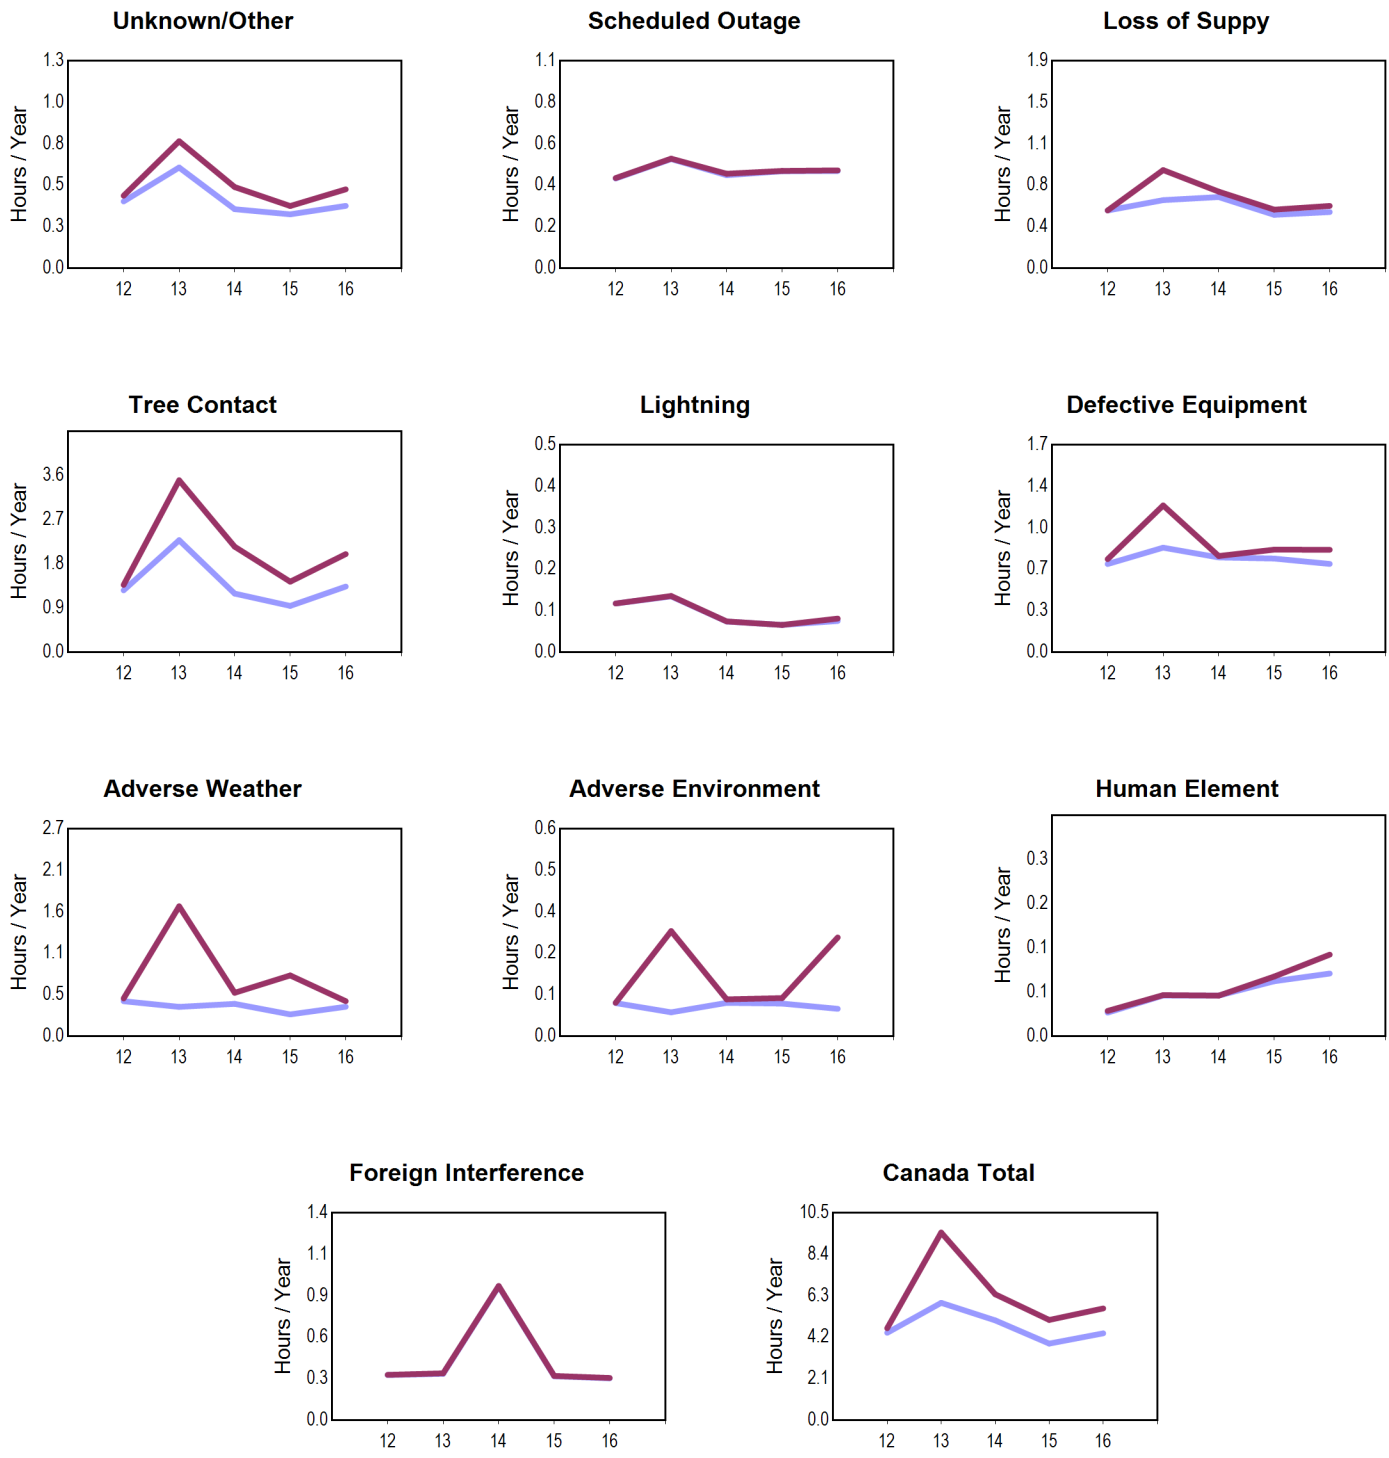 Unknown/Other
Hours / Year
1.3
1.0
0.8
0.5
0.3
0.0
12 13 14 15 16
Scheduled Outage
Hours / Year
1.1
0.8
0.6
0.4
0.2
0.0
12 13 14 15 16
Loss of Suppy
Hours / Year
1.9
1.5
1.1
0.8
0.4
0.0
12 13 14 15 16
Tree Contact
Hours / Year
3.6
2.7
1.8
0.9
0.0
12 13 14 15 16
Lightning
Hours / Year
0.5
0.4
0.3
0.2
0.1
0.0
12 13 14 15 16
Defective Equipment
Hours / Year
1.7
1.4
1.0
0.7
0.3
0.0
12 13 14 15 16
Adverse Weather
Hours / Year
2.7
2.1
1.6
1.1
0.5
0.0
12 13 14 15 16
Adverse Environment
Hours / Year
0.6
0.5
0.4
0.2
0.1
0.0
12 13 14 15 16
Human Element
Hours / Year
0.3
0.2
0.1
0.1
0.0
12 13 14 15 16
Foreign Interference
Hours / Year
1.4
1.1
0.9
0.6
0.3
0.0
12 13 14 15 16
Canada Total
Hours / Year
10.5
8.4
6.3
4.2
2.1
0.0
12 13 14 15 16